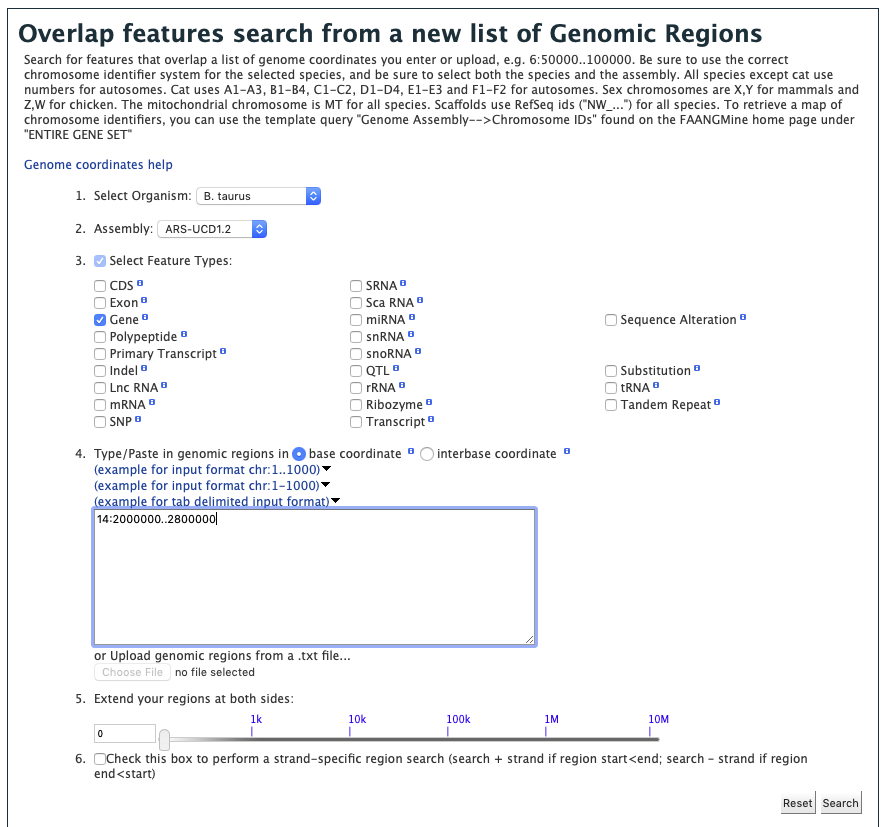 Overlap features search from a new list of Genomic Regions
Search for features that overlap a list of genome coordinates you enter or upload, e.g. 6:50000..100000. Be sure to use the correct
chromosome identifier system for the selected species, and be sure to select both the species and the assembly. All species except cat use
numbers for autosomes. Cat uses A1-A3, B1-B4, C1-C2, D1-D4, E1-E3 and F1-F2 for autosomes. Sex chromosomes are X,Y for mammals and
Z,W for chicken. The mitochondrial chromosome is MT for all species. Scaffolds use RefSeq ids ("NW_...") for all species. To retrieve a map of
chromosome identifiers, you can use the template query "Genome Assembly-->Chromosome IDs" found on the FAANGMine home page under
"ENTIRE GENE SET"
Genome coordinates help
1. Select Organism: B. taurus
2. Assembly: ARS-UCD1.2
3. Select Feature Types:
CDS SRNA
Exon Sca RNA
Gene miRNA Sequence Alteration
Polypeptide snRNA
Primary Transcript snoRNA
Indel QTL Substitution
Lnc RNA rRNA tRNA
mRNA Ribozyme Tandem Repeat
SNP Transcript
4. Type/Paste in genomic regions in base coordinate interbase coordinate
(example for input format chr:1..1000)
(example for input format chr:1-1000)
(example for tab delimited input format)
14:2000000..2800000
or Upload genomic regions from a .txt file...
Choose File no file selected
5. Extend your regions at both sides:
1k 10k 100k 1M 10M
0
6. Check this box to perform a strand-specific region search (search + strand if region start<end; search - strand if region
end<start)
Reset Search